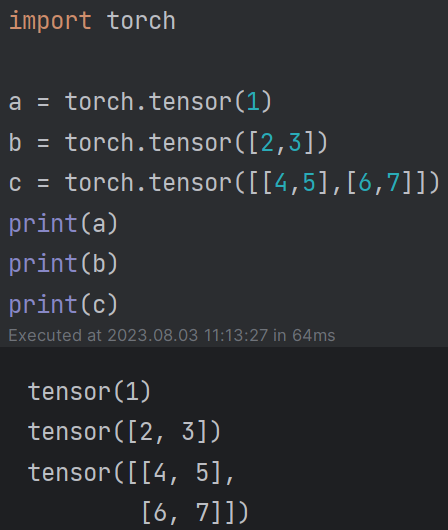 import torch
a = torch.tensor(1)
b = torch.tensor([2,3])
c = torch.tensor([[4,5],[6,7]])
print(a)
print(b)
print(c)
Executed at 2023.08.03 11:13:27 in 64ms
tensor(1)
tensor([2, 3])
tensor([[4, 5],
        [6, 7]])